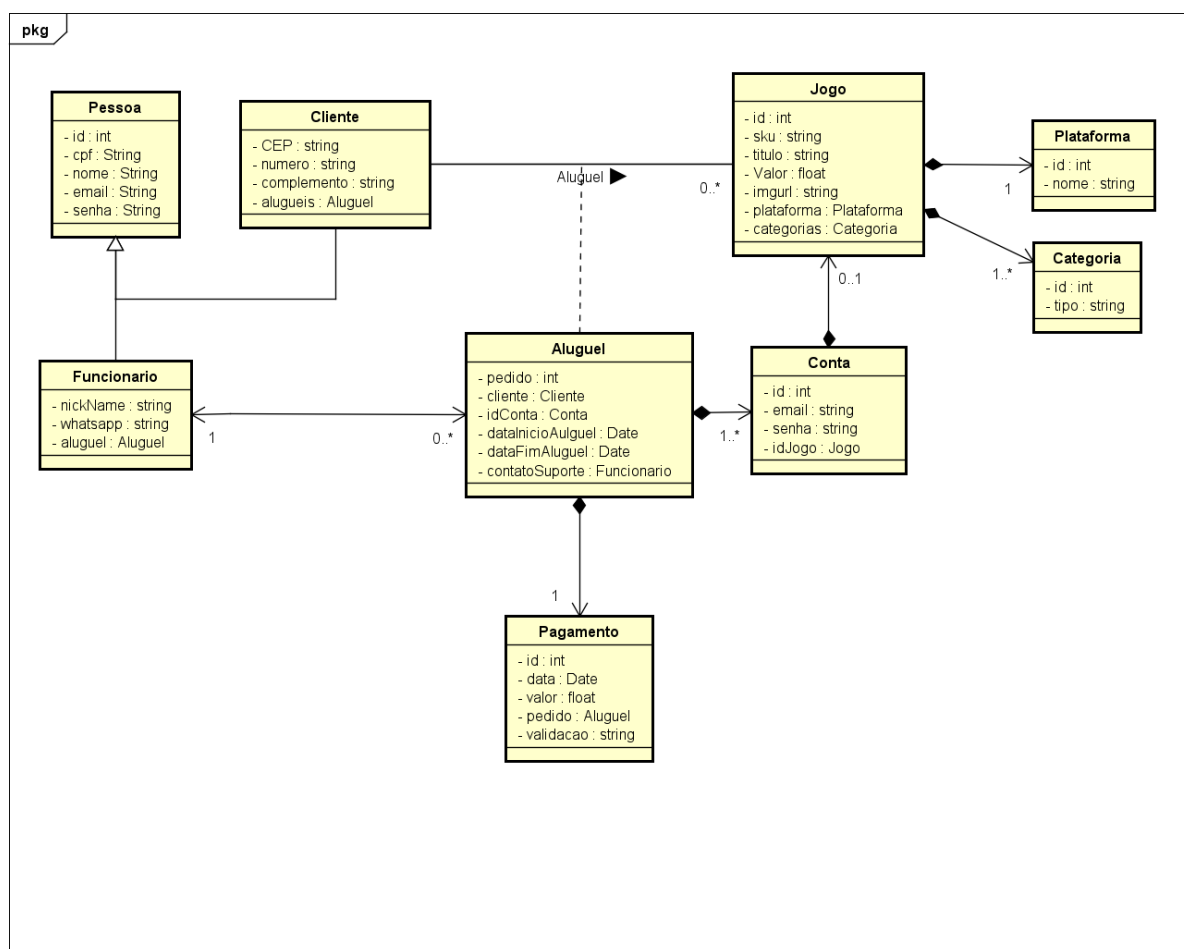 pkg
Pessoa
- id : int
- cpf : String
- nome : String
- email : String
- senha : String
Cliente
- CEP : string
- numero : string
- complemento : string
- alugueis : Aluguel
Aluguel ▶
0..*
Jogo
- id : int
- sku : string
- titulo : string
- Valor : float
- imgurl : string
- plataforma : Plataforma
- categorias : Categoria
1
Plataforma
- id : int
- nome : string
1..*
Categoria
- id : int
- tipo : string
0..1
Funcionario
- nickName : string
- whatsapp : string
- aluguel : Aluguel
1
0..*
Aluguel
- pedido : int
- cliente : Cliente
- idConta : Conta
- dataInicioAulguel : Date
- dataFimAluguel : Date
- contatoSuporte : Funcionario
1..*
Conta
- id : int
- email : string
- senha : string
- idJogo : Jogo
1
Pagamento
- id : int
- data : Date
- valor : float
- pedido : Aluguel
- validacao : string